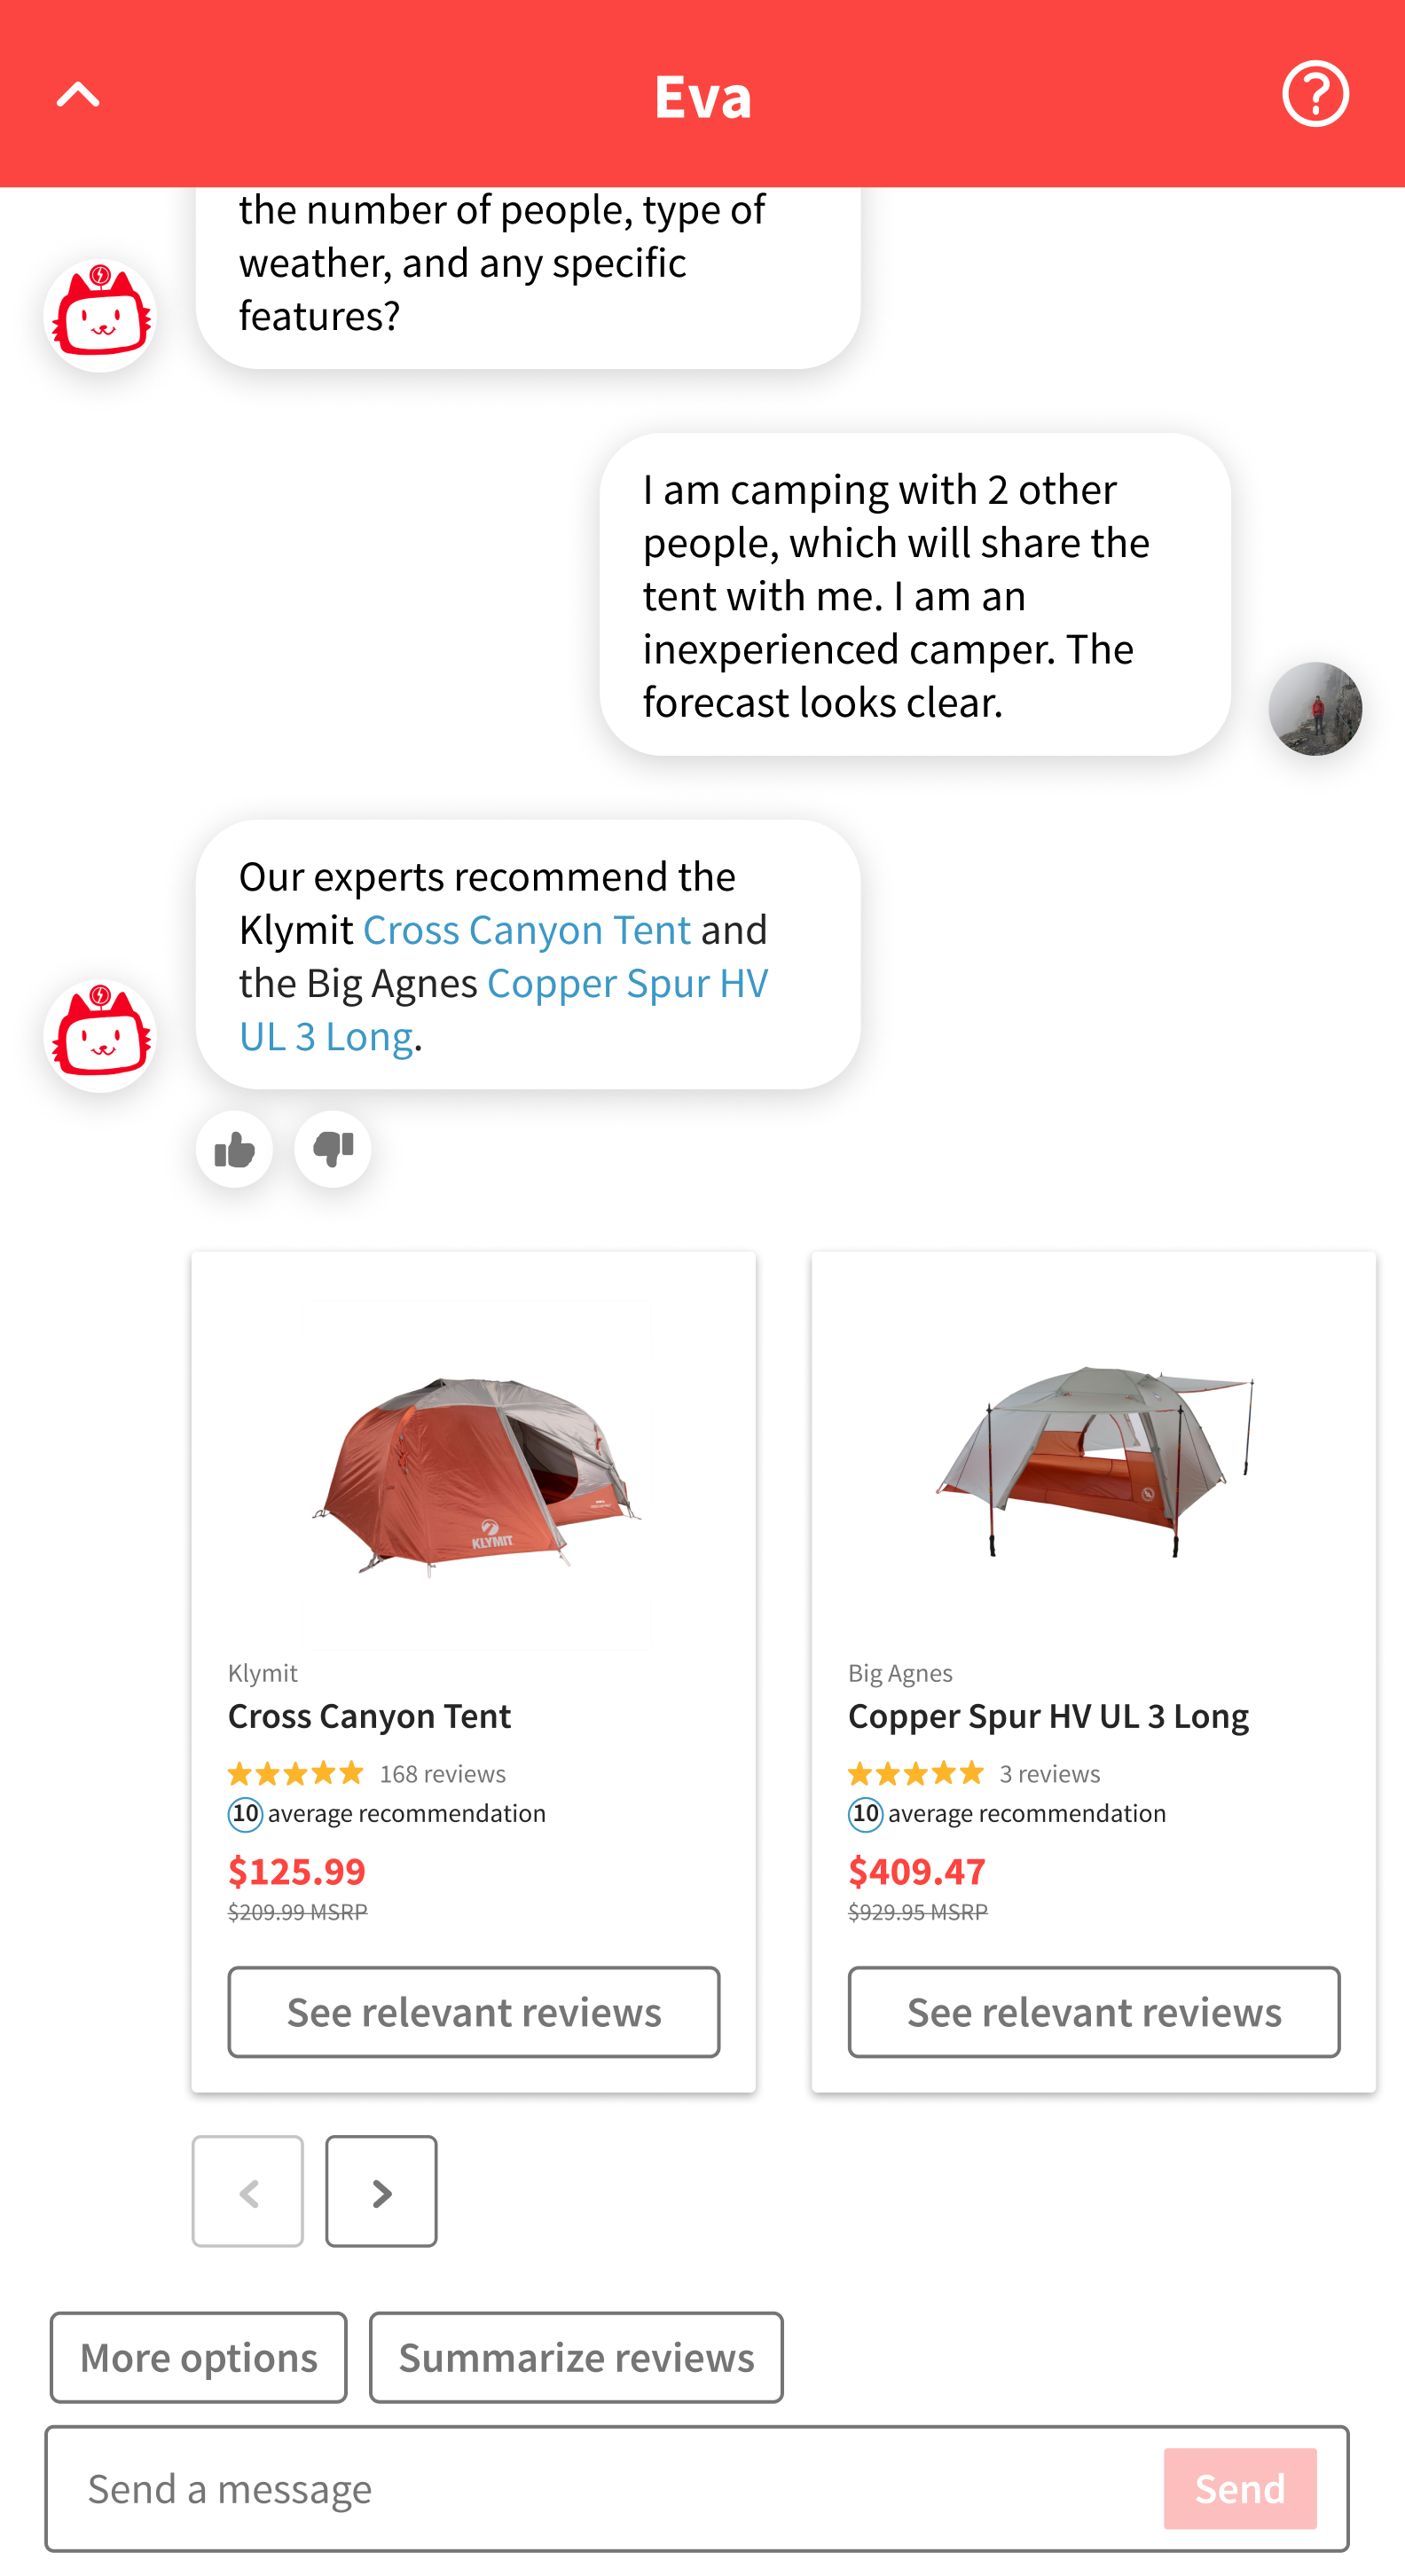 Eva
the number of people, type of
weather, and any specific
features?
I am camping with 2 other
people, which will share the
tent with me. I am an
inexperienced camper. The
forecast looks clear.
Our experts recommend the
Klymit Cross Canyon Tent and
the Big Agnes Copper Spur HV
UL 3 Long.
KLYMIT
Klymit
Cross Canyon Tent
168 reviews
10 average recommendation
$125.99
$209.99 MSRP
See relevant reviews
Big Agnes
Copper Spur HV UL 3 Long
3 reviews
10 average recommendation
$409.47
$929.95 MSRP
See relevant reviews
More options
Summarize reviews
Send a message
Send